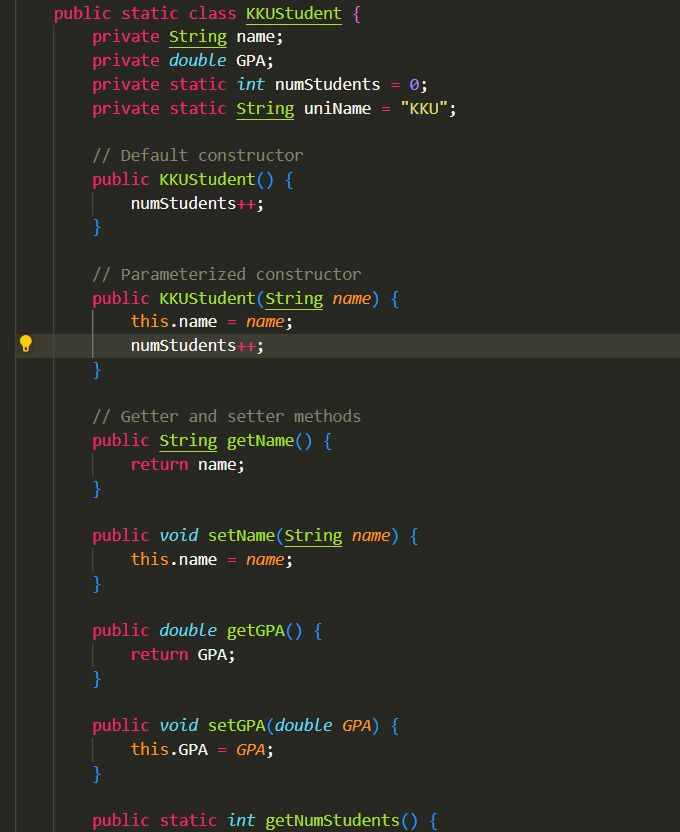 public static class KKUStudent {
private String name;
private double GPA;
private static int numStudents = 0;
private static String uniName = "KKU";
// Default constructor
public KKUStudent() {
numStudents++;
}
// Parameterized constructor
public KKUStudent(String name) {
this.name = name;
numStudents++;
}
// Getter and setter methods
public String getName() {
return name;
}
public void setName(String name) {
this.name = name;
}
public double getGPA() {
return GPA;
}
public void setGPA(double GPA) {
this.GPA = GPA;
}
public static int getNumStudents() {